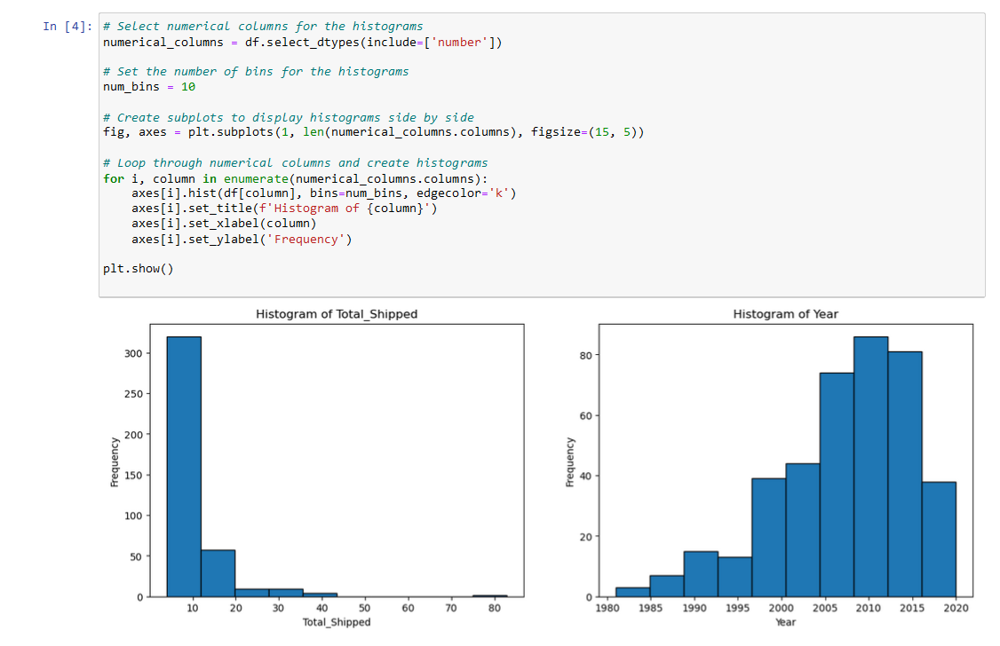 In [4]:
# Select numerical columns for the histograms
numerical_columns = df.select_dtypes(include=['number'])
# Set the number of bins for the histograms
num_bins = 10
# Create subplots to display histograms side by side
fig, axes = plt.subplots(1, len(numerical_columns.columns), figsize=(15, 5))
# Loop through numerical columns and create histograms
for i, column in enumerate(numerical_columns.columns):
    axes[i].hist(df[column], bins=num_bins, edgecolor='k')
    axes[i].set_title(f'Histogram of {column}')
    axes[i].set_xlabel(column)
    axes[i].set_ylabel('Frequency')
plt.show()
Histogram of Total_Shipped
Frequency
300
250
200
150
100
50
0
10 20 30 40 50 60 70 80
Total_Shipped
Histogram of Year
Frequency
80
60
40
20
0
1980 1985 1990 1995 2000 2005 2010 2015 2020
Year